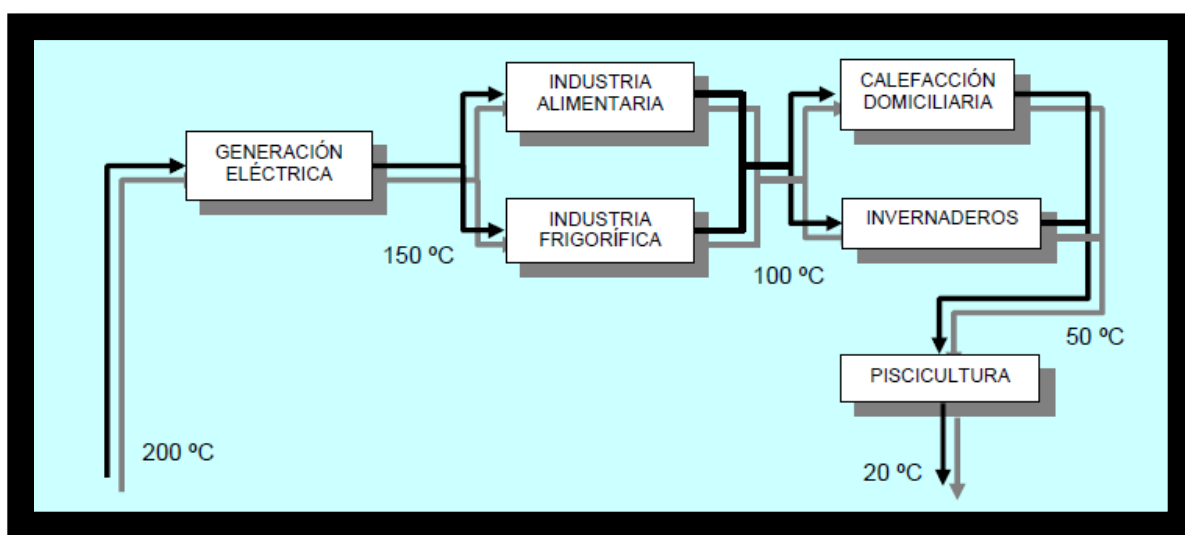 GENERACIÓN
ELÉCTRICA
INDUSTRIA
ALIMENTARIA
INDUSTRIA
FRIGORÍFICA
CALEFACCIÓN
DOMICILIARIA
INVERNADEROS
PISCICULTURA
200 ºC
150 ºC
100 ºC
50 ºC
20 ºC